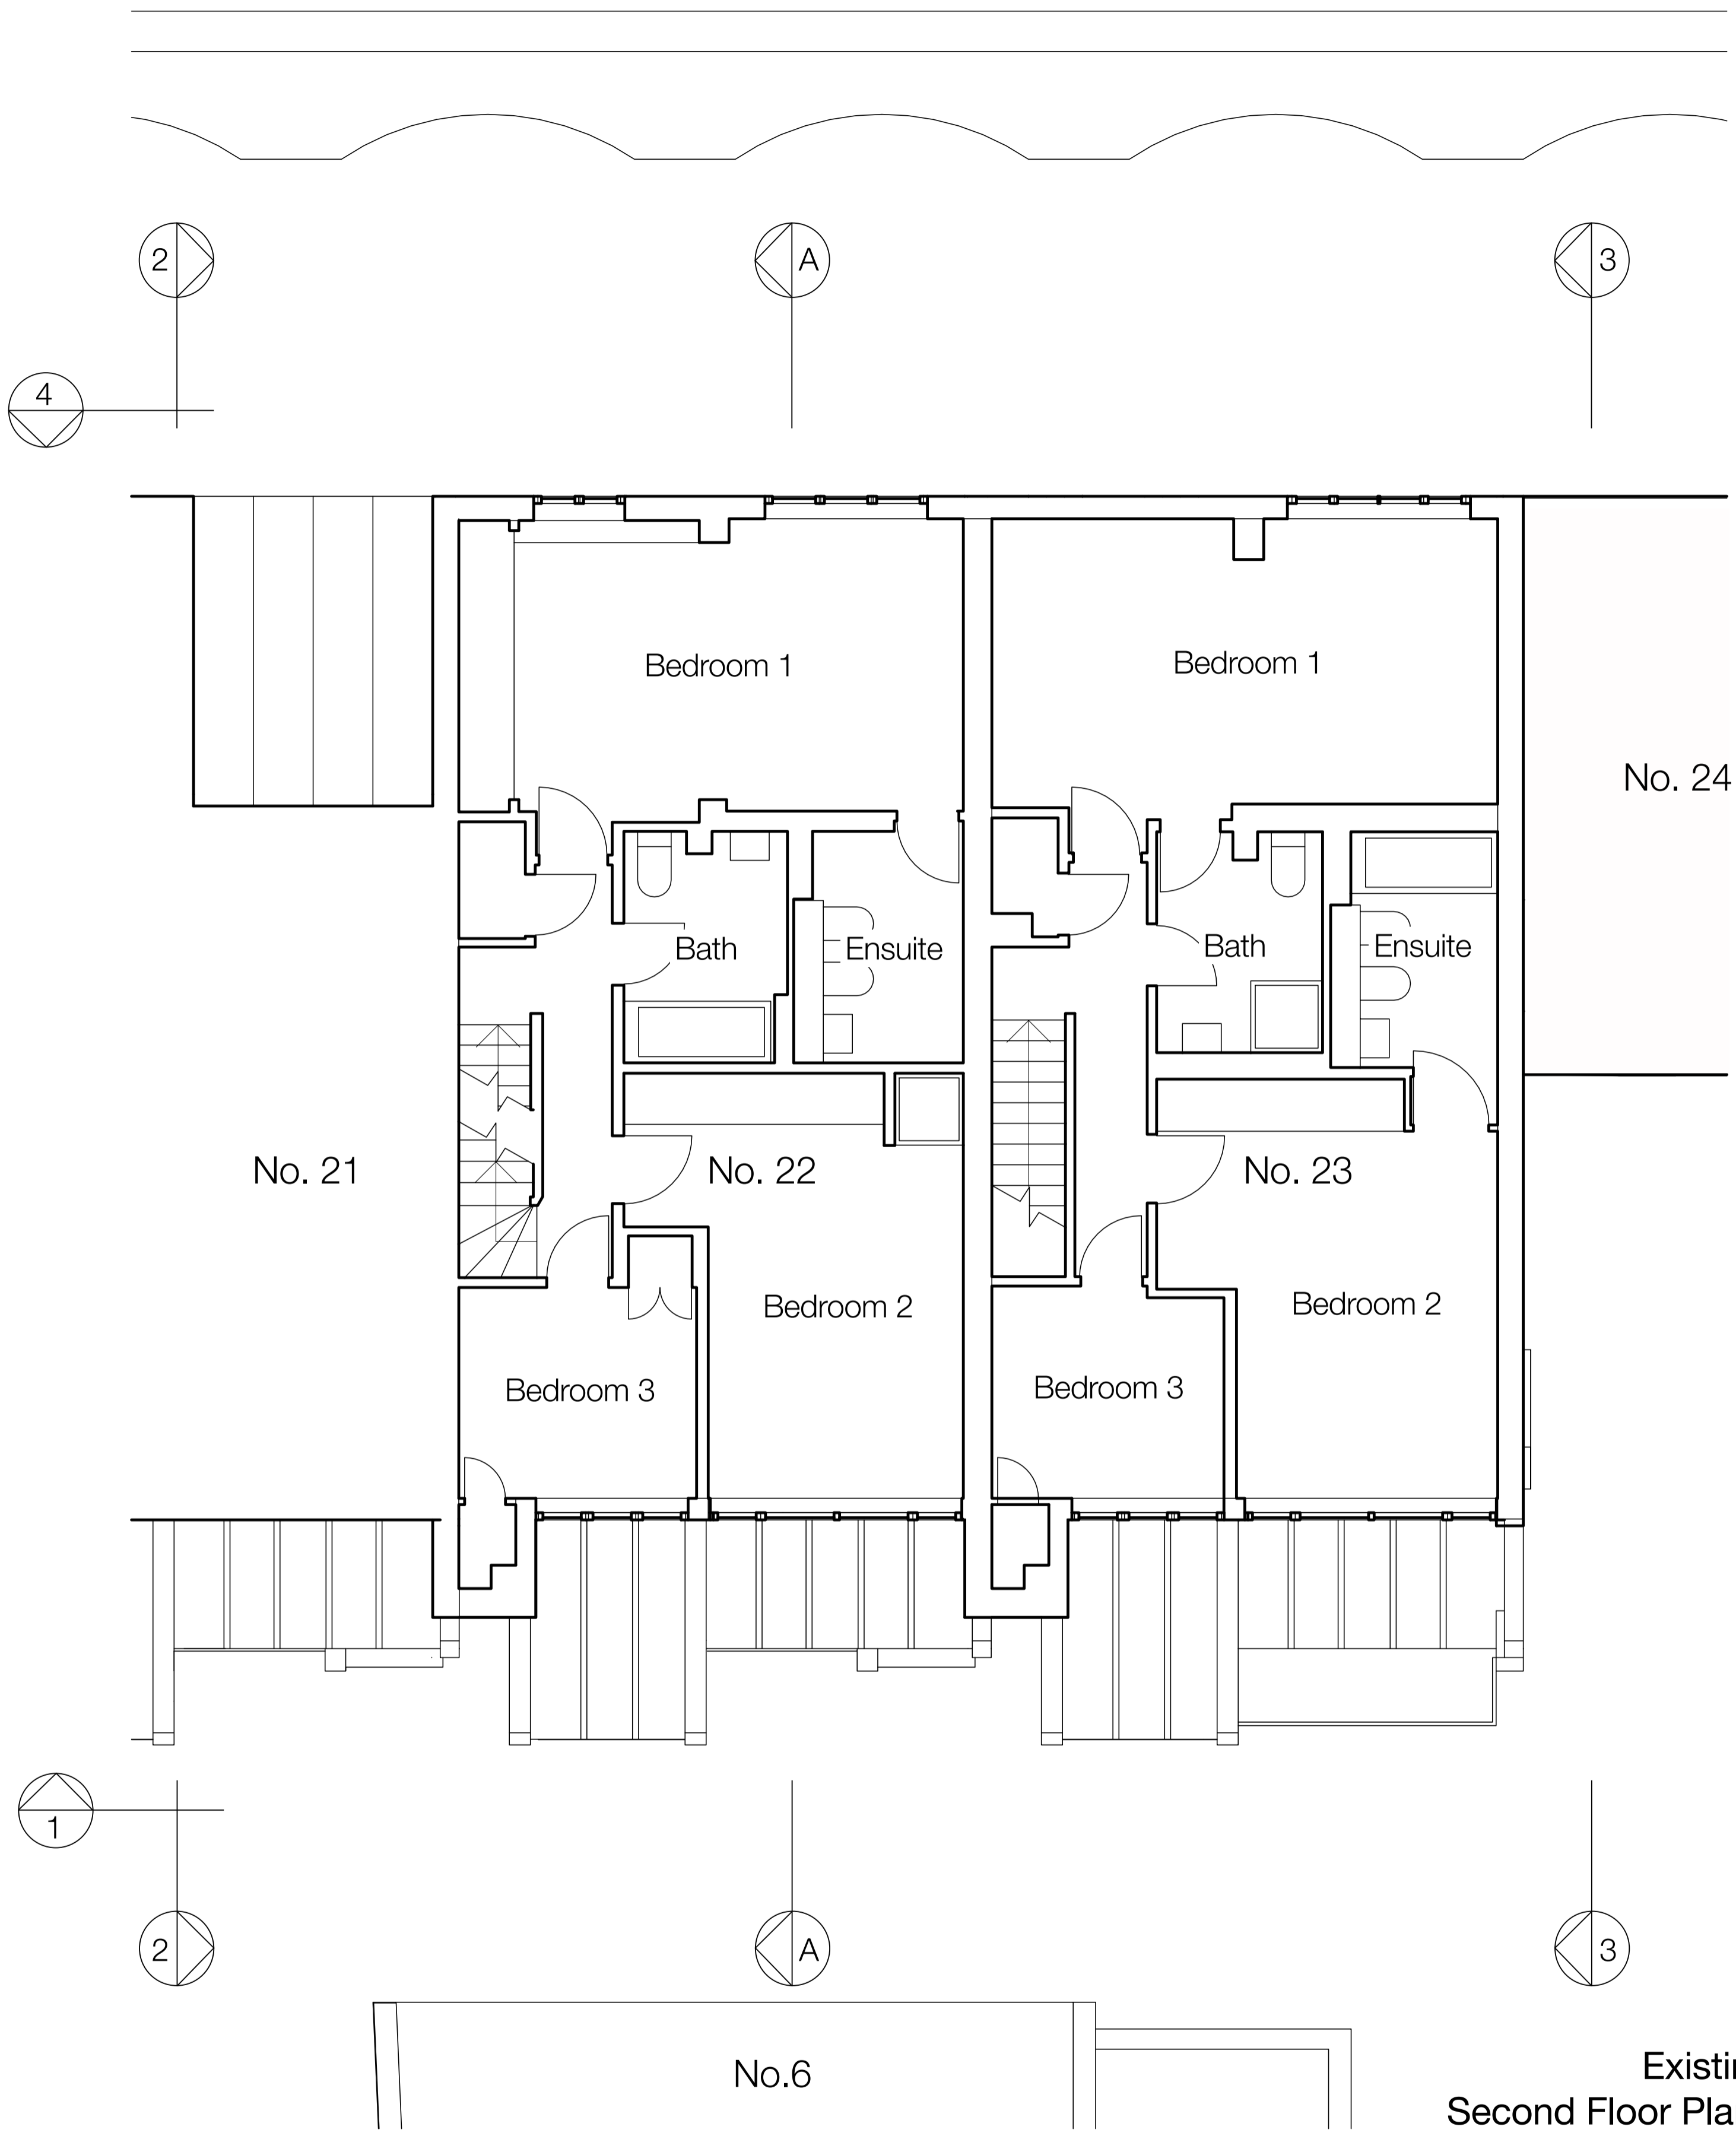 2
A
3
4
Bedroom 1
Bedroom 1
No. 24
Bath
Ensuite
Bath
Ensuite
No. 21
No. 22
No. 23
Bedroom 2
Bedroom 2
Bedroom 3
Bedroom 3
1
2
A
3
No.6
Existi
Second Floor Pla